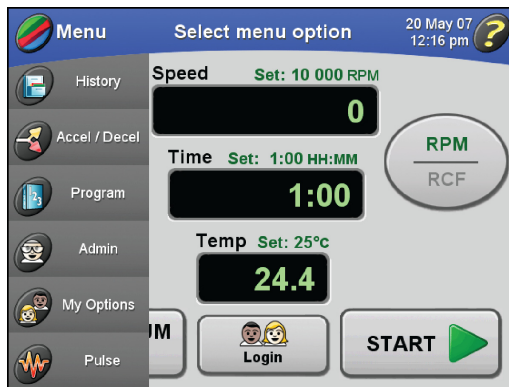 Menu
Select menu option
20 May 07
12:16 pm
?
History
Accel / Decel
Program
Admin
My Options
Pulse
Speed Set: 10 000 RPM
0
Time Set: 1:00 HH:MM
1:00
Temp Set: 25°c
24.4
RPM
RCF
UM
Login
START